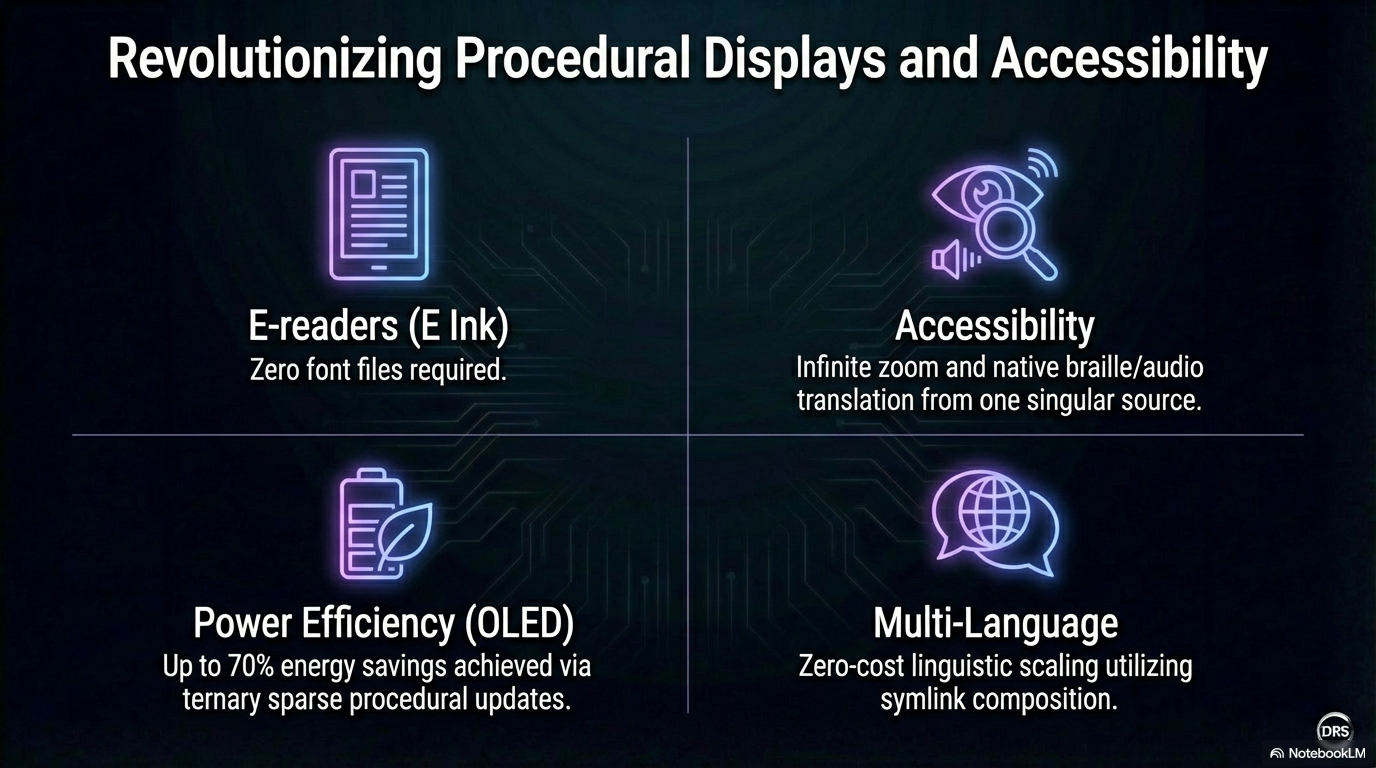 Revolutionizing Procedural Displays and Accessibility
E-readers (E Ink)
Zero font files required.
Accessibility
Infinite zoom and native braille/audio
translation from one singular source.
Power Efficiency (OLED)
Up to 70% energy savings achieved via
ternary sparse procedural updates.
Multi-Language
Zero-cost linguistic scaling utilizing
symlink composition.
DRS
NotebookLM